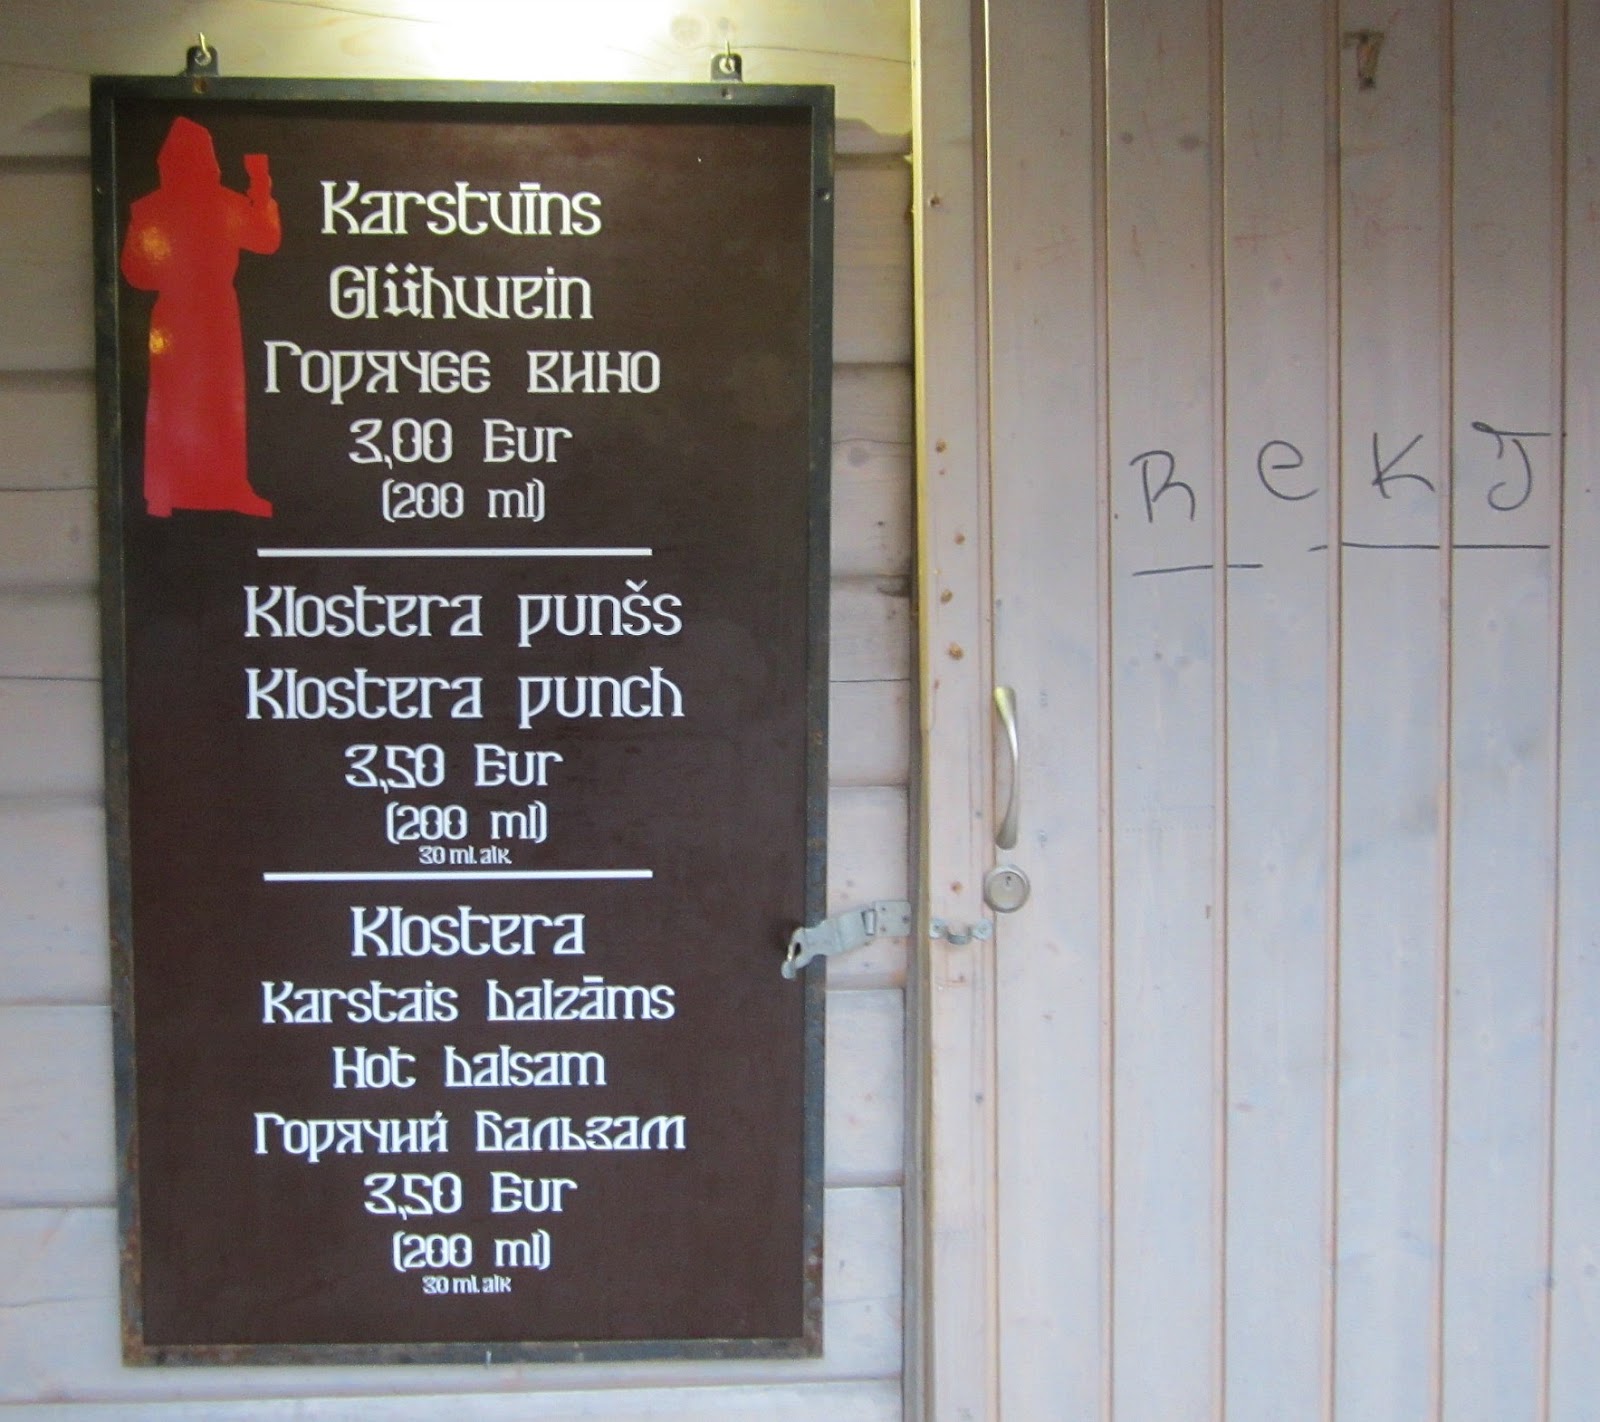 Karstvīns
Glühwein
Горячее вино
3,00 Eur
(200 ml)
Klostera punšs
Klostera punch
3,50 Eur
(200 ml)
30 ml. alk
Klostera
Karstais balzāms
Hot balsam
Горячий Бальзам
3,50 Eur
(200 ml)
30 ml. alk
ReKT